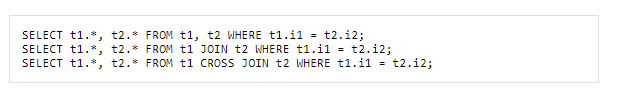 SELECT t1.*, t2.* FROM t1, t2 WHERE t1.i1 = t2.i2;
SELECT t1.*, t2.* FROM t1 JOIN t2 WHERE t1.i1 = t2.i2;
SELECT t1.*, t2.* FROM t1 CROSS JOIN t2 WHERE t1.i1 = t2.i2;